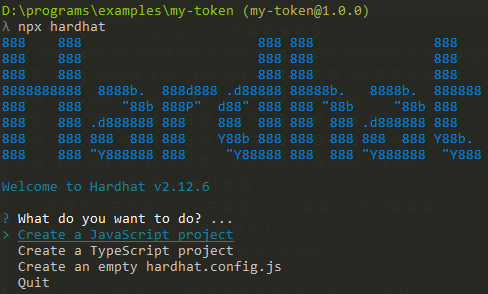 D:\programs\examples\my-token (my-token@1.0.0)
λ npx hardhat
888    888                      888 888               888
888    888                      888 888               888
888    888                      888 888               888
8888888888  8888b.  888d888 .d88888 88888b.   8888b.  888888
888    888     "88b 888P"  d88" 888 888 "88b     "88b 888
888    888 .d888888 888    888  888 888  888 .d888888 888
888    888 888  888 888    Y88b 888 888  888 888  888 Y88b.
888    888 "Y888888 888     "Y88888 888  888 "Y888888  "Y888
Welcome to Hardhat v2.12.6
? What do you want to do? ...
> Create a JavaScript project
Create a TypeScript project
Create an empty hardhat.config.js
Quit